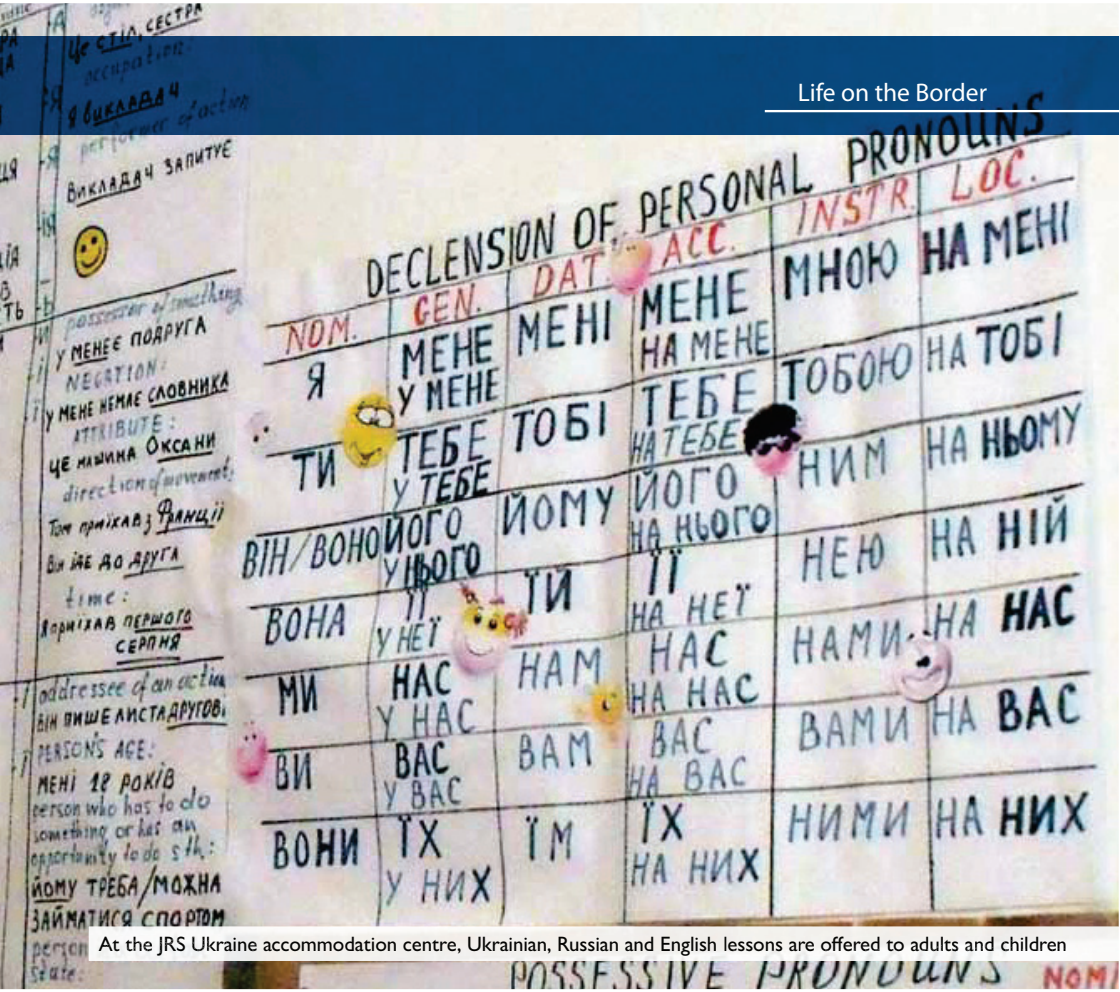 Life on the Border
Це СТІЛ, СЕСТРА
occupation:
Я ВИКЛАДАЧ
performer of action
ВИКЛАДАЧ ЗАПИТУЄ
possessor of something
У МЕНЕ Є ПОДРУГА
NEGATION:
У МЕНЕ НЕМАЄ СЛОВНИКА
ATTRIBUTE:
ЦЕ МАШИНА ОКСАНИ
direction of movement:
Том приїхав з Франції
Він іде до друга
time:
Я приїхав ПЕРШОГО
СЕРПНЯ
addressee of an action
ВІН ПИШЕ ЛИСТА ДРУГОВІ
PERSON'S AGE:
МЕНІ 18 РОКІВ
person who has to do
something or has an
opportunity to do sth:
ЙОМУ ТРЕБА/МОЖНА
ЗАЙМАТИСЯ СПОРТОМ
person
state:
DECLENSION OF PERSONAL PRONOUNS
NOM. GEN. DAT ACC. INSTR. LOC.
Я МЕНЕ МЕНІ МЕНЕ МНОЮ НА МЕНІ
У МЕНЕ НА МЕНЕ
ТИ ТЕБЕ ТОБІ ТЕБЕ ТОБОЮ НА ТОБІ
У ТЕБЕ НА ТЕБЕ
ВІН/ВОНО ЙОГО ЙОМУ ЙОГО НИМ НА НЬОМУ
У НЬОГО НА НЬОГО
ВОНА ЇЇ ЇЙ ЇЇ НЕЮ НА НІЙ
У НЕЇ НА НЕЇ
МИ НАС НАМ НАС НАМИ НА НАС
У НАС НА НАС
ВИ ВАС ВАМ ВАС ВАМИ НА ВАС
У ВАС НА ВАС
ВОНИ ЇХ ЇМ ЇХ НИМИ НА НИХ
У НИХ НА НИХ
At the JRS Ukraine accommodation centre, Ukrainian, Russian and English lessons are offered to adults and children
POSSESSIVE PRONOUNS